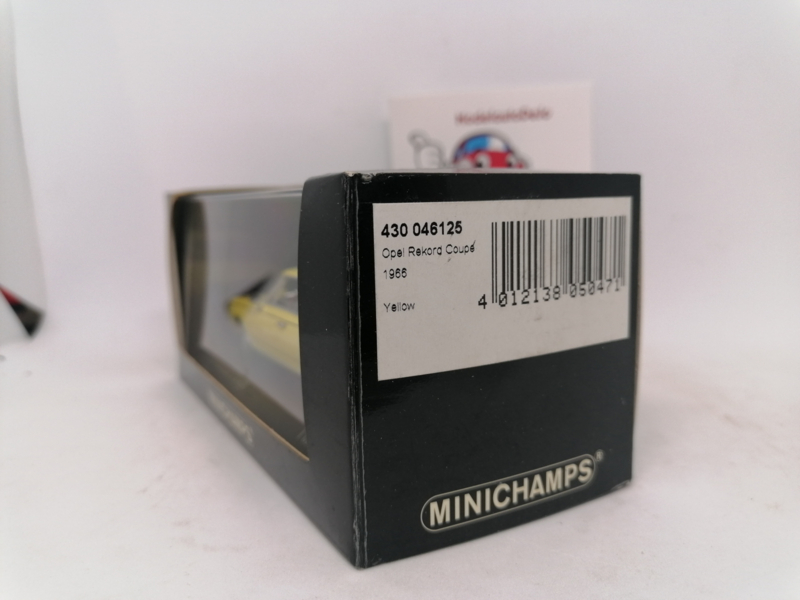 430 046125
Opel Rekord Coupé
1966
Yellow
4 012138 050471
MINICHAMPS®